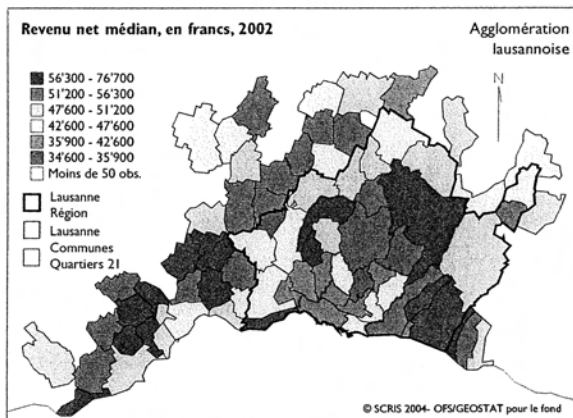 Revenu net médian, en francs, 2002
Agglomération
lausannoise
N
56'300 - 76'700
51'200 - 56'300
47'600 - 51'200
42'600 - 47'600
35'900 - 42'600
34'600 - 35'900
Moins de 50 obs.
Lausanne
Région
Lausanne
Communes
Quartiers 21
© SCRIS 2004- OFS/GEOSTAT pour le fond